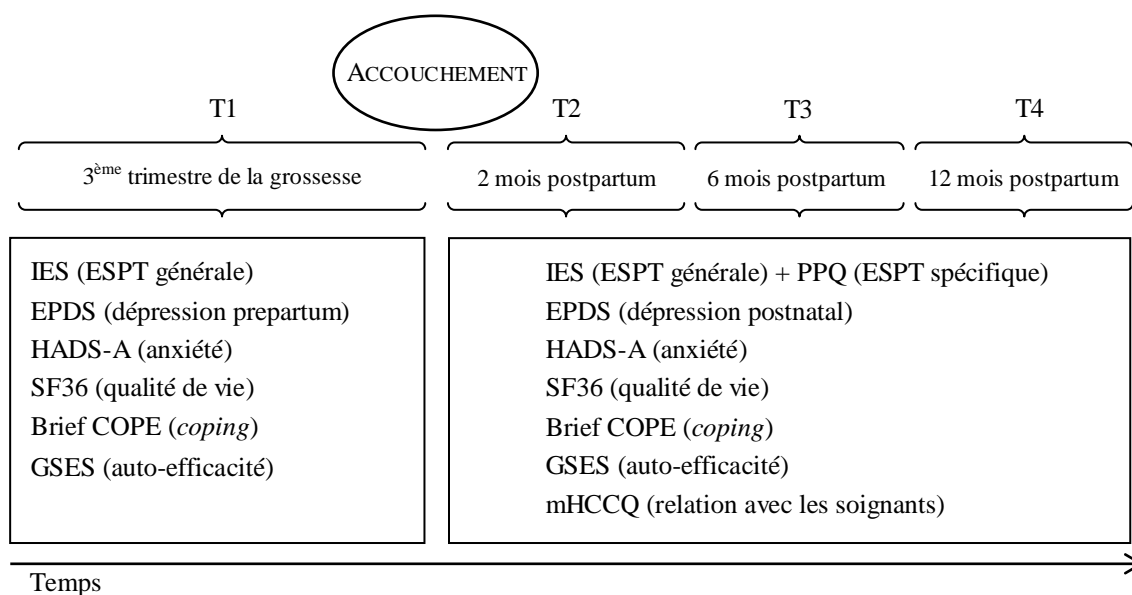 ACCOUCHEMENT
T1
T2
T3
T4
3ème trimestre de la grossesse
2 mois postpartum
6 mois postpartum
12 mois postpartum
IES (ESPT générale)
EPDS (dépression prepartum)
HADS-A (anxiété)
SF36 (qualité de vie)
Brief COPE (coping)
GSES (auto-efficacité)
IES (ESPT générale) + PPQ (ESPT spécifique)
EPDS (dépression postnatal)
HADS-A (anxiété)
SF36 (qualité de vie)
Brief COPE (coping)
GSES (auto-efficacité)
mHCCQ (relation avec les soignants)
Temps